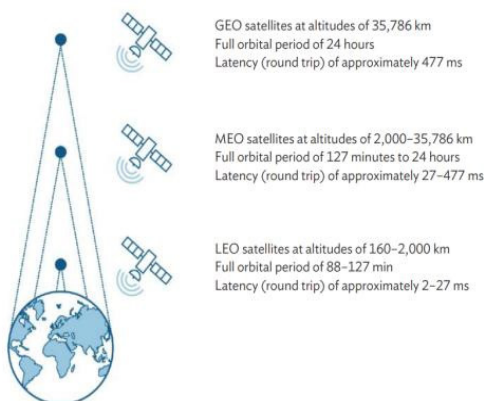 GEO satellites at altitudes of 35,786 km
Full orbital period of 24 hours
Latency (round trip) of approximately 477 ms
MEO satellites at altitudes of 2,000–35,786 km
Full orbital period of 127 minutes to 24 hours
Latency (round trip) of approximately 27–477 ms
LEO satellites at altitudes of 160–2,000 km
Full orbital period of 88–127 min
Latency (round trip) of approximately 2–27 ms